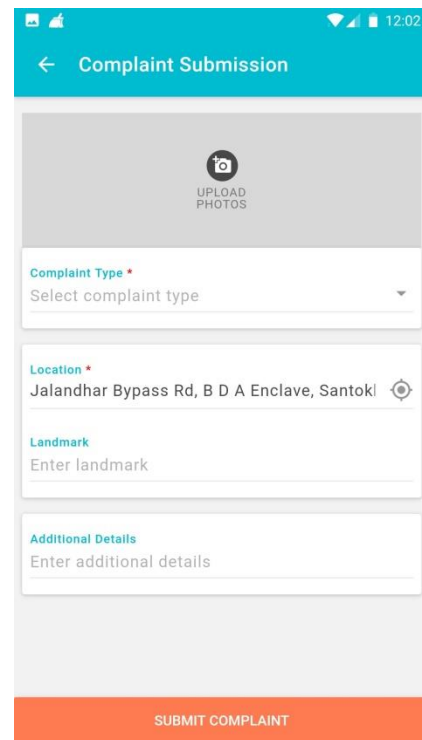 12:02
Complaint Submission
UPLOAD
PHOTOS
Complaint Type *
Select complaint type
Location *
Jalandhar Bypass Rd, B D A Enclave, Santok
Landmark
Enter landmark
Additional Details
Enter additional details
SUBMIT COMPLAINT